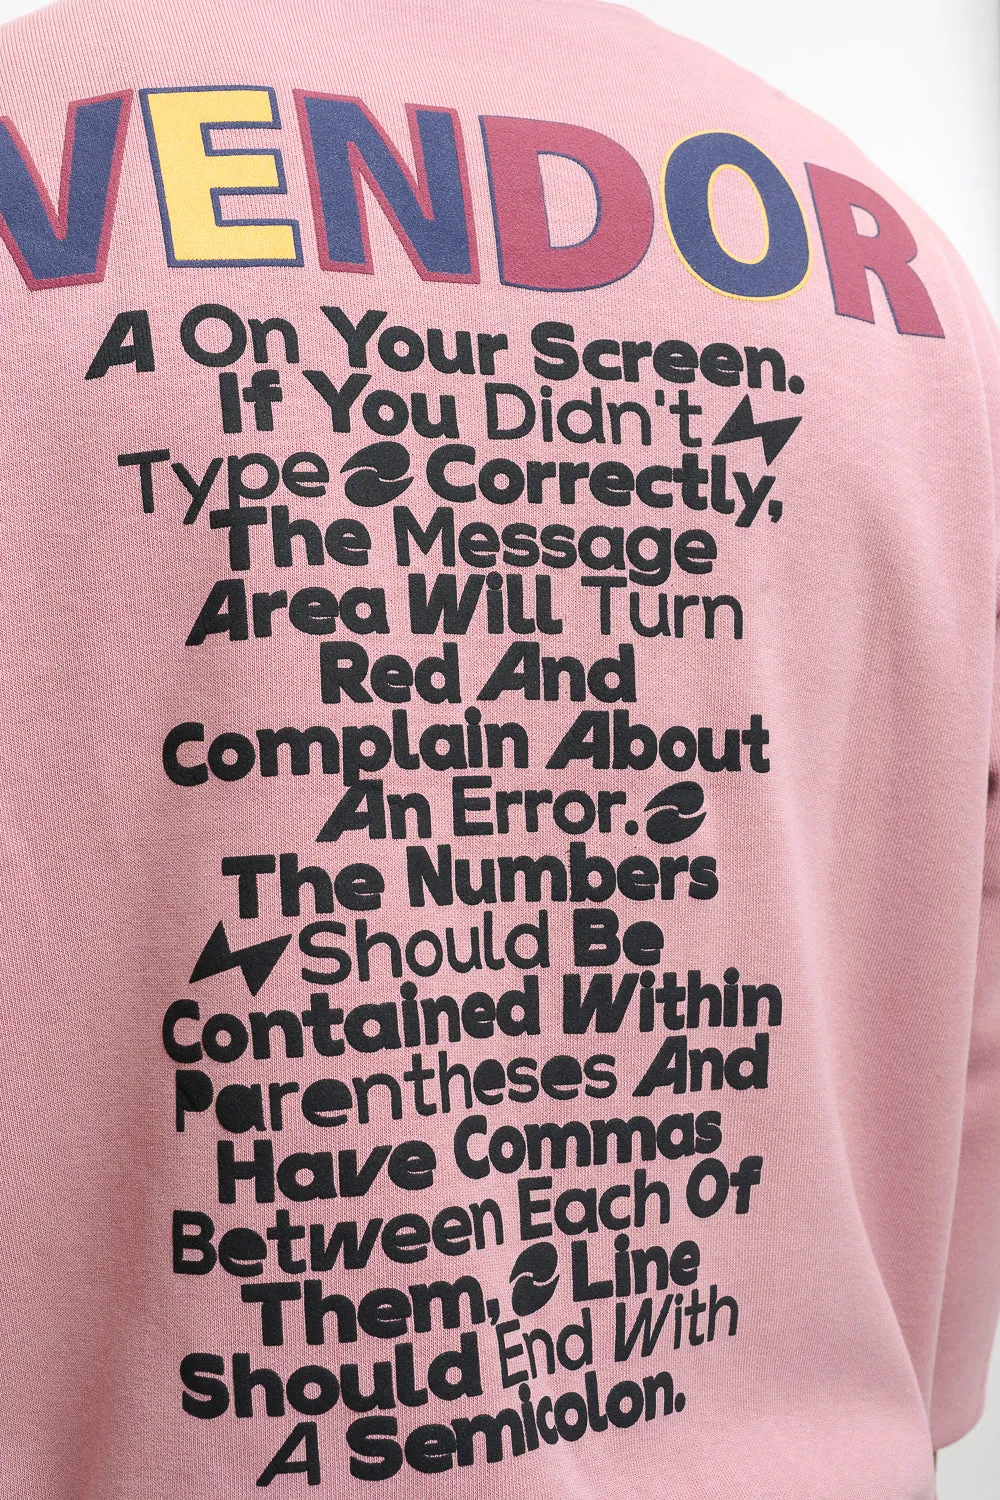 VENDOR
A On Your Screen.
If You Didn't
Type Correctly,
The Message
Area Will Turn
Red And
Complain About
An Error.
The Numbers
Should Be
Contained Within
Parentheses And
Have Commas
Between Each Of
Them, Line
Should End With
A Semicolon.